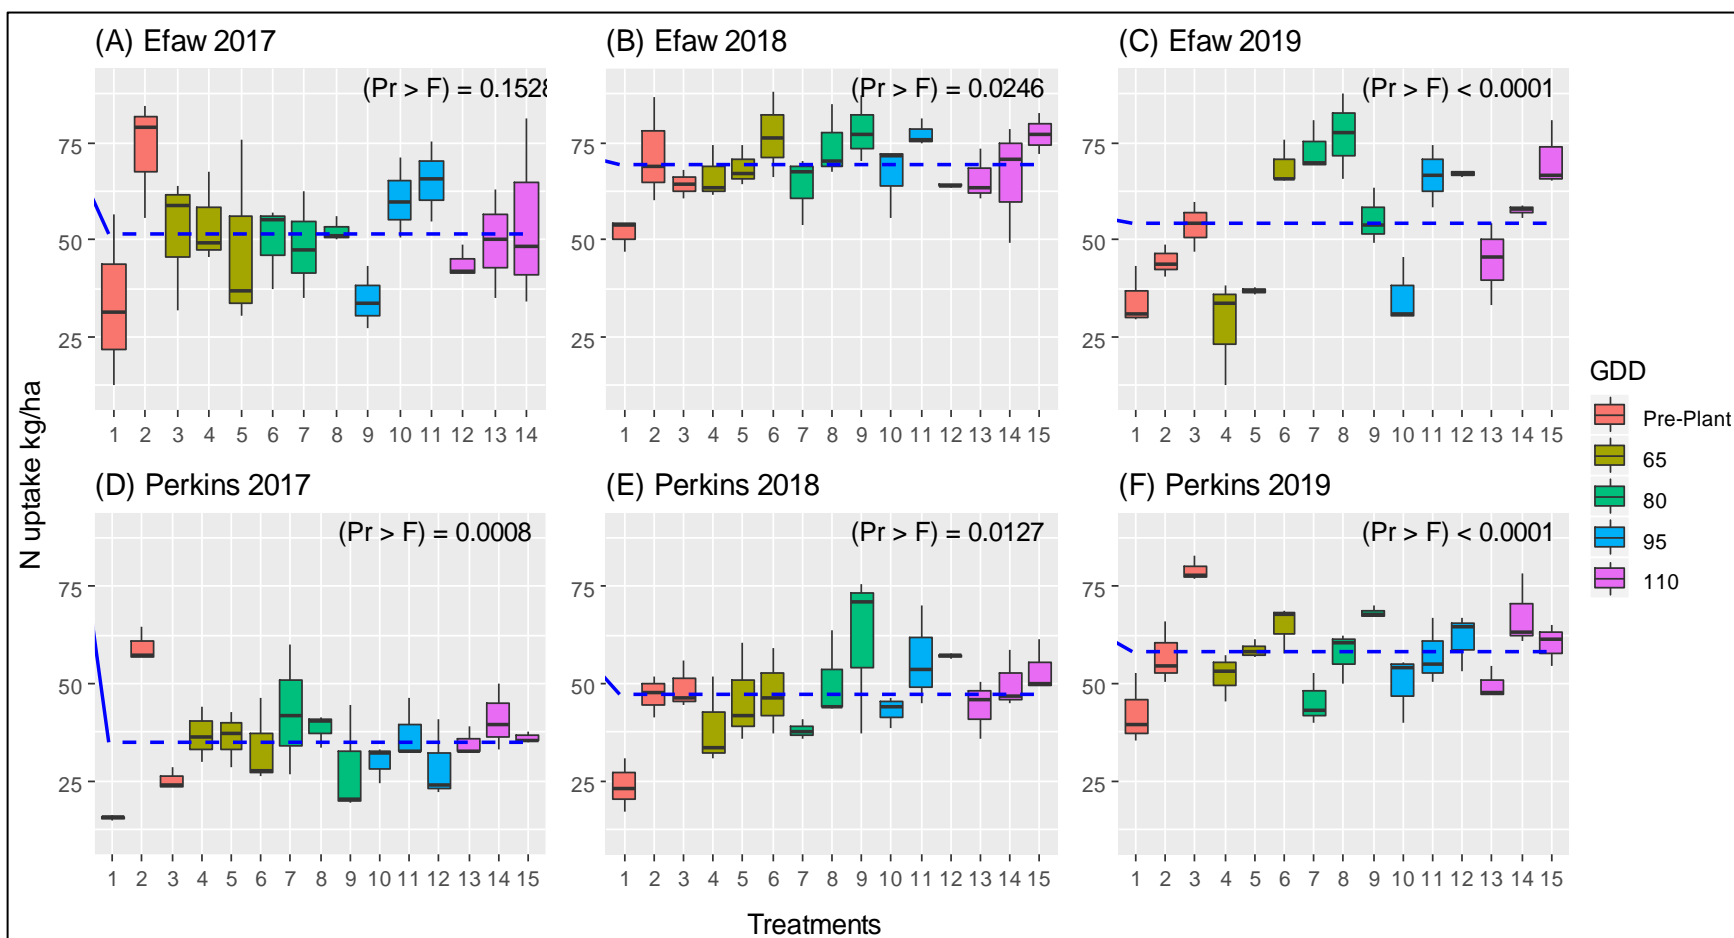 (A) Efaw 2017
(B) Efaw 2018
(C) Efaw 2019
(Pr > F) = 0.1528
(Pr > F) = 0.0246
(Pr > F) < 0.0001
75
50
25
75
50
25
75
50
25
1 2 3 4 5 6 7 8 9 10 11 12 13 14
1 2 3 4 5 6 7 8 9 10 11 12 13 14 15
1 2 3 4 5 6 7 8 9 10 11 12 13 14 15
(D) Perkins 2017
(E) Perkins 2018
(F) Perkins 2019
(Pr > F) = 0.0008
(Pr > F) = 0.0127
(Pr > F) < 0.0001
75
50
25
75
50
25
75
50
25
1 2 3 4 5 6 7 8 9 10 11 12 13 14 15
1 2 3 4 5 6 7 8 9 10 11 12 13 14 15
1 2 3 4 5 6 7 8 9 10 11 12 13 14 15
N uptake kg/ha
Treatments
GDD
Pre-Plant
65
80
95
110